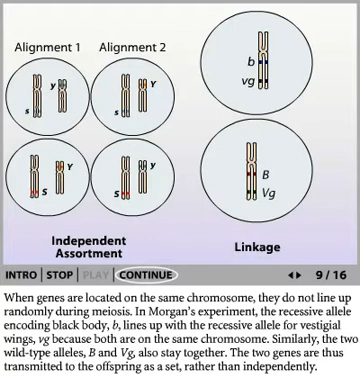 Alignment 1 Alignment 2
y Y
s s
Y y
S S
b
vg
B
Vg
Independent
Assortment
Linkage
INTRO | STOP | PLAY | CONTINUE 9 / 16
When genes are located on the same chromosome, they do not line up
randomly during meiosis. In Morgan's experiment, the recessive allele
encoding black body, b, lines up with the recessive allele for vestigial
wings, vg because both are on the same chromosome. Similarly, the two
wild-type alleles, B and Vg, also stay together. The two genes are thus
transmitted to the offspring as a set, rather than independently.